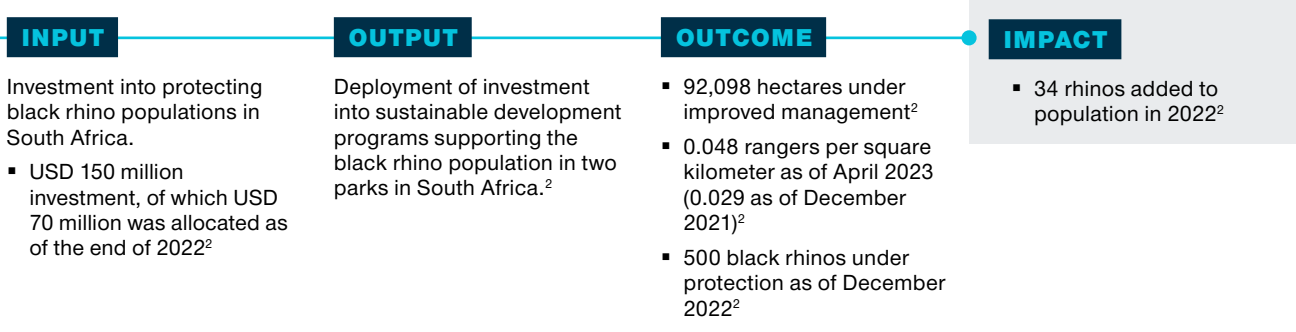 INPUT
Investment into protecting
black rhino populations in
South Africa.
▪ USD 150 million
investment, of which USD
70 million was allocated as
of the end of 2022²
OUTPUT
Deployment of investment
into sustainable development
programs supporting the
black rhino population in two
parks in South Africa.²
OUTCOME
▪ 92,098 hectares under
improved management²
▪ 0.048 rangers per square
kilometer as of April 2023
(0.029 as of December
2021)²
▪ 500 black rhinos under
protection as of December
2022²
IMPACT
▪ 34 rhinos added to
population in 2022²